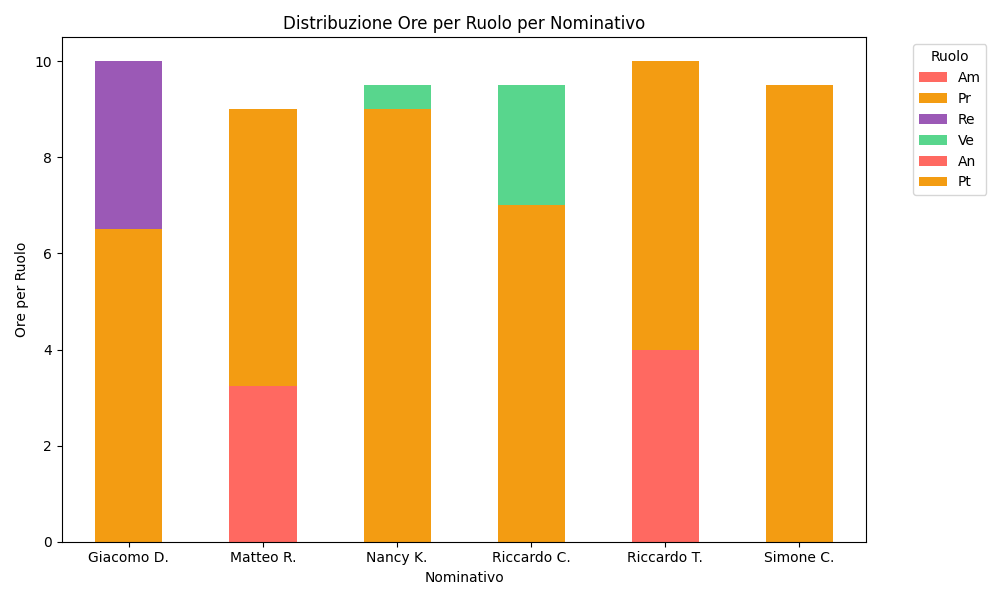 Distribuzione Ore per Ruolo per Nominativo
Ore per Ruolo
10
8
6
4
2
0
Giacomo D.
Matteo R.
Nancy K.
Riccardo C.
Riccardo T.
Simone C.
Nominativo
Ruolo
Am
Pr
Re
Ve
An
Pt